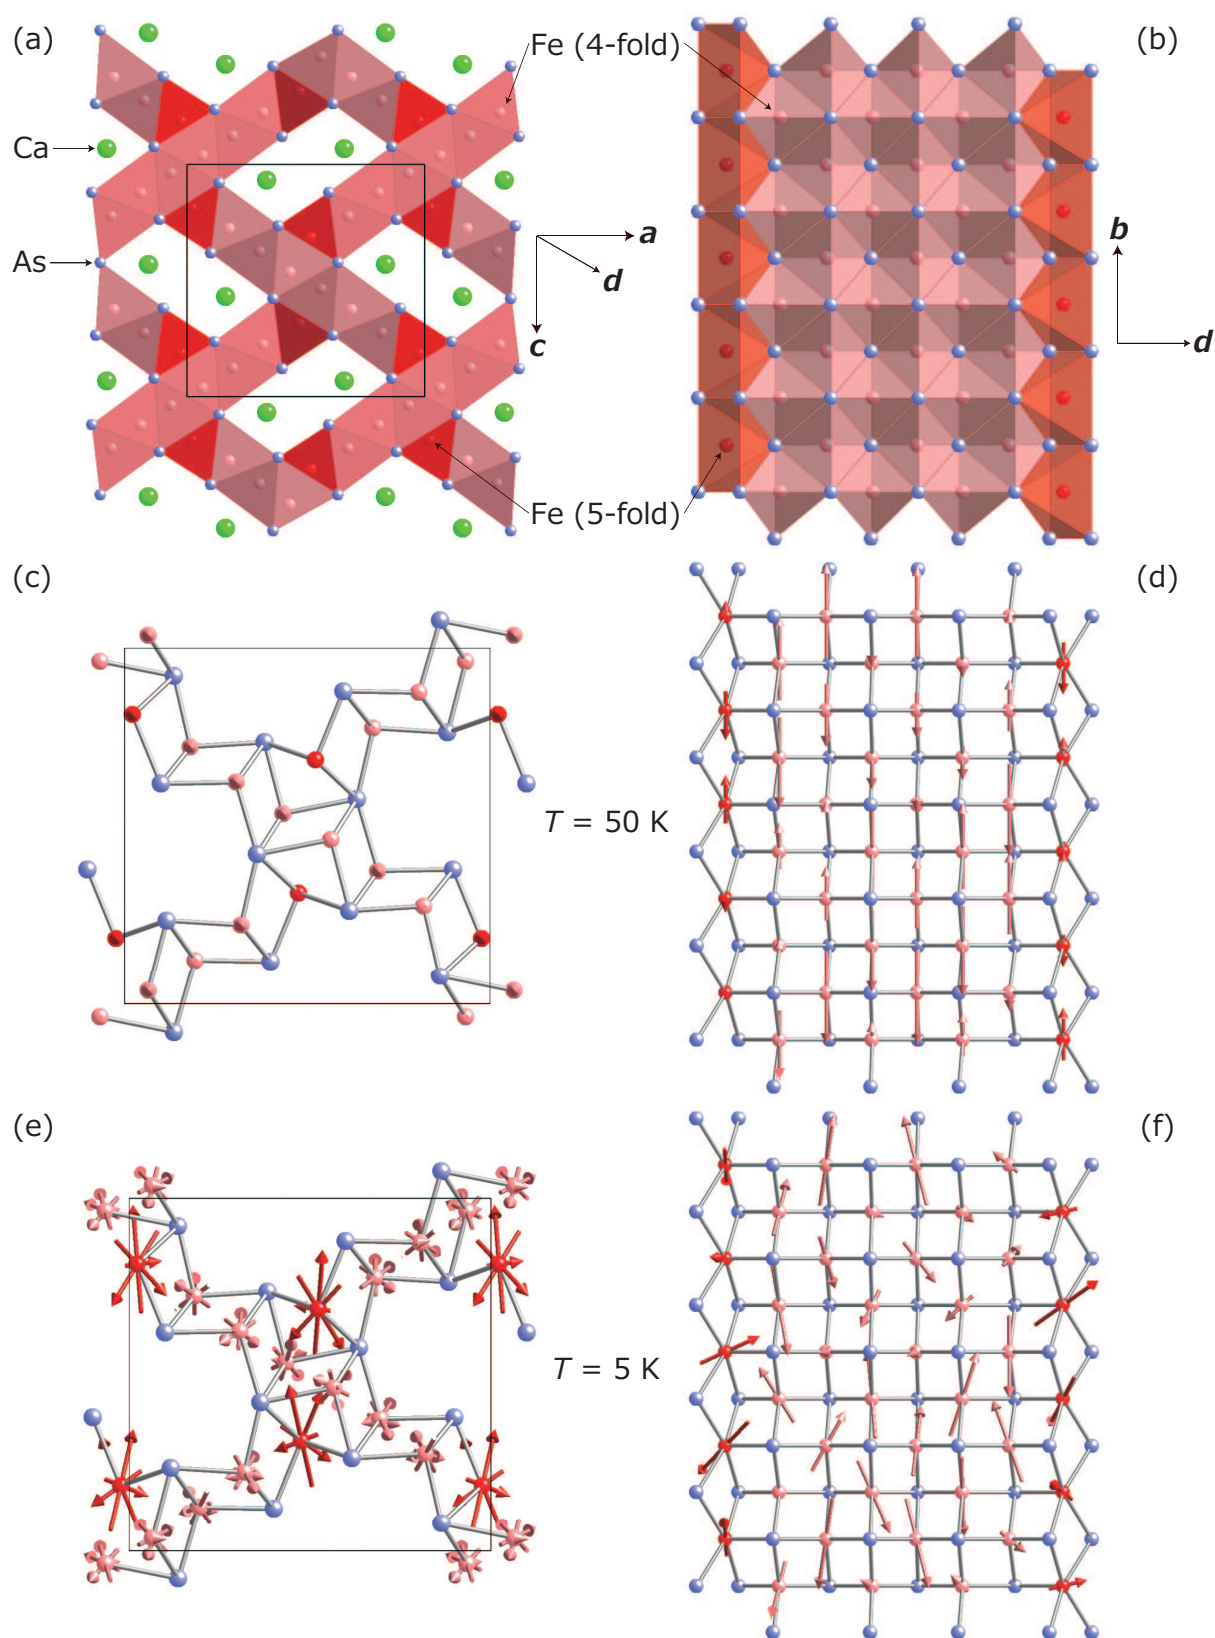 (a)
Fe (4-fold)
(b)
Ca
As
a
d
c
b
d
Fe (5-fold)
(c)
(d)
T = 50 K
(e)
(f)
T = 5 K